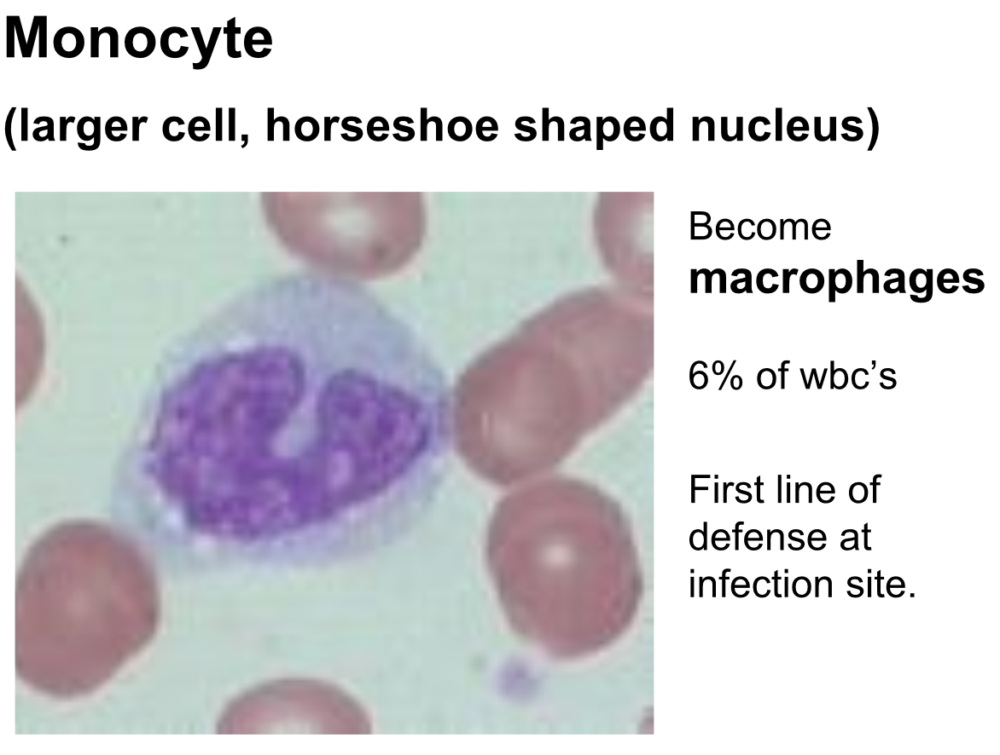 Monocyte
(larger cell, horseshoe shaped nucleus)
Become
macrophages
6% of wbc’s
First line of
defense at
infection site.